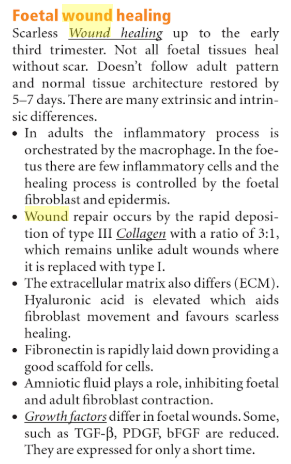 Foetal wound healing
Scarless Wound healing up to the early
third trimester. Not all foetal tissues heal
without scar. Doesn't follow adult pattern
and normal tissue architecture restored by
5–7 days. There are many extrinsic and intrin-
sic differences.
• In adults the inflammatory process is
orchestrated by the macrophage. In the foe-
tus there are few inflammatory cells and the
healing process is controlled by the foetal
fibroblast and epidermis.
• Wound repair occurs by the rapid deposi-
tion of type III Collagen with a ratio of 3:1,
which remains unlike adult wounds where
it is replaced with type I.
• The extracellular matrix also differs (ECM).
Hyaluronic acid is elevated which aids
fibroblast movement and favours scarless
healing.
• Fibronectin is rapidly laid down providing a
good scaffold for cells.
• Amniotic fluid plays a role, inhibiting foetal
and adult fibroblast contraction.
• Growth factors differ in foetal wounds. Some,
such as TGF-β, PDGF, bFGF are reduced.
They are expressed for only a short time.